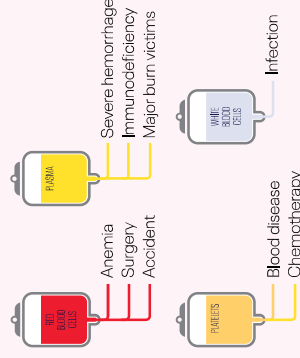 RED
BLOOD
CELLS
Anemia
Surgery
Accident
PLASMA
Severe hemorrhage
Immunodeficiency
Major burn victims
PLATELETS
Blood disease
Chemotherapy
WHITE
BLOOD
CELLS
Infection